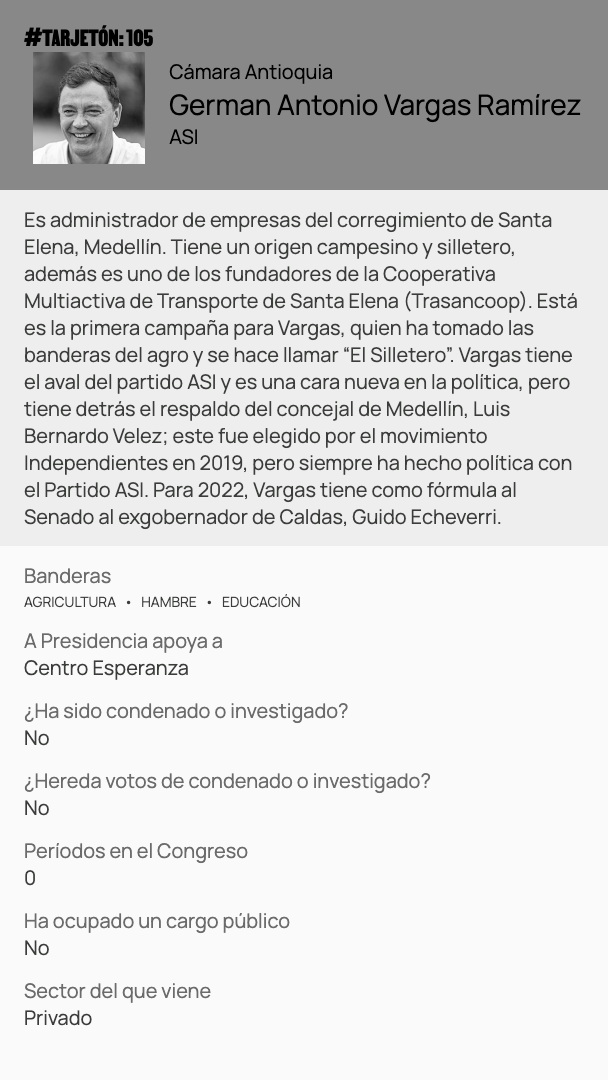 #TARJETÓN: 105
Cámara Antioquia
German Antonio Vargas Ramírez
ASI
Es administrador de empresas del corregimiento de Santa
Elena, Medellín. Tiene un origen campesino y silletero,
además es uno de los fundadores de la Cooperativa
Multiactiva de Transporte de Santa Elena (Trasancoop). Está
es la primera campaña para Vargas, quien ha tomado las
banderas del agro y se hace llamar “El Silletero”. Vargas tiene
el aval del partido ASI y es una cara nueva en la política, pero
tiene detrás el respaldo del concejal de Medellín, Luis
Bernardo Velez; este fue elegido por el movimiento
Independientes en 2019, pero siempre ha hecho política con
el Partido ASI. Para 2022, Vargas tiene como fórmula al
Senado al exgobernador de Caldas, Guido Echeverri.
Banderas
AGRICULTURA • HAMBRE • EDUCACIÓN
A Presidencia apoya a
Centro Esperanza
¿Ha sido condenado o investigado?
No
¿Hereda votos de condenado o investigado?
No
Períodos en el Congreso
0
Ha ocupado un cargo público
No
Sector del que viene
Privado